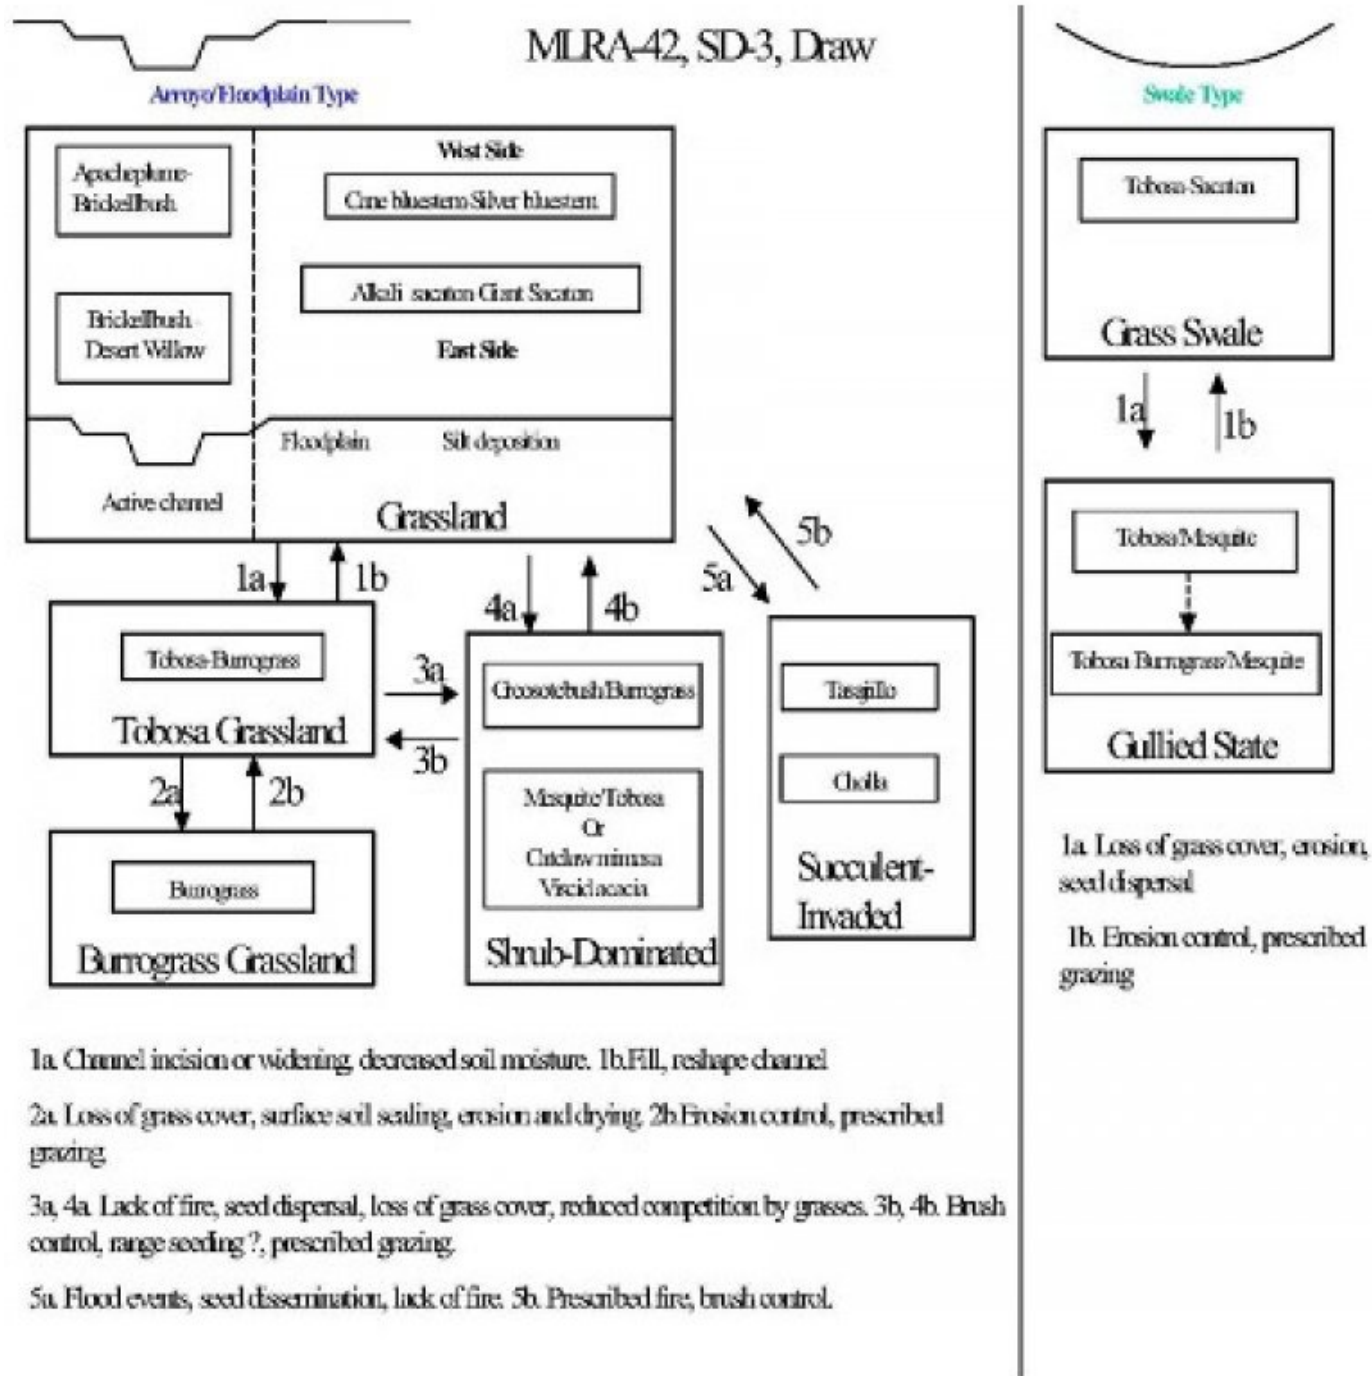 MLRA-42, SD-3, Draw
Arroyo/Floodplain Type
Apacheplume-
Brickellbush
Brickellbush -
Desert Willow
West Side
Cane bluestem-Silver bluestem
Alkali sacaton-Giant Sacaton
East Side
Floodplain
Silt deposition
Active channel
Grassland
1a
1b
4a
4b
5a
5b
Tobosa-Burrograss
Tobosa Grassland
3a
3b
2a
2b
Burrograss
Burrograss Grassland
Creosotebush/Burrograss
Mesquite/Tobosa
Or
Catclaw mimosa
Viscid acacia
Shrub-Dominated
Tasajillo
Cholla
Succulent-
Invaded
1a. Channel incision or widening, decreased soil moisture. 1b.Fill, reshape channel
2a. Loss of grass cover, surface soil sealing, erosion and drying. 2b.Erosion control, prescribed
grazing.
3a, 4a. Lack of fire, seed dispersal, loss of grass cover, reduced competition by grasses. 3b, 4b. Brush
control, range seeding ?, prescribed grazing.
5a. Flood events, seed dissemination, lack of fire. 5b. Prescribed fire, brush control.
Swale Type
Tobosa-Sacaton
Grass Swale
1a
1b
Tobosa/Mesquite
Tobosa-Burrograss/Mesquite
Gullied State
1a. Loss of grass cover, erosion,
seed dispersal
1b. Erosion control, prescribed
grazing